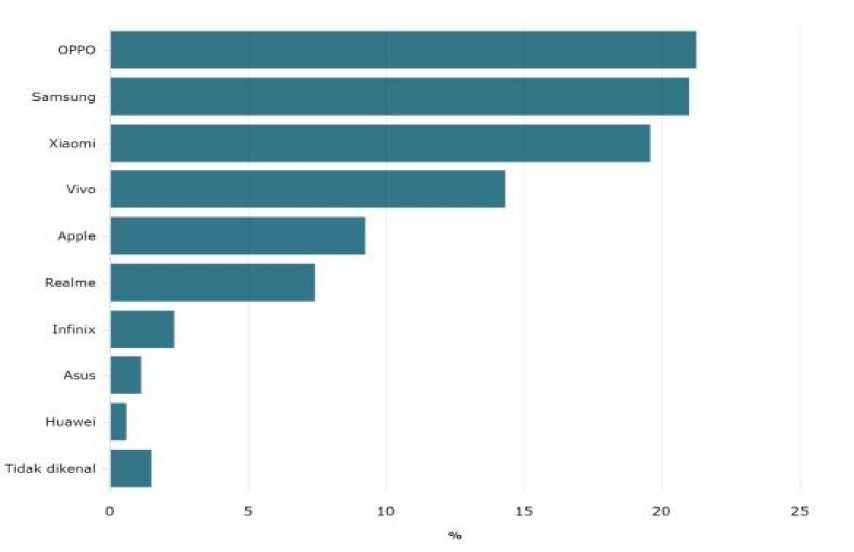 OPPO
Samsung
Xiaomi
Vivo
Apple
Realme
Infinix
Asus
Huawei
Tidak dikenal
0 5 10 15 20 25
%